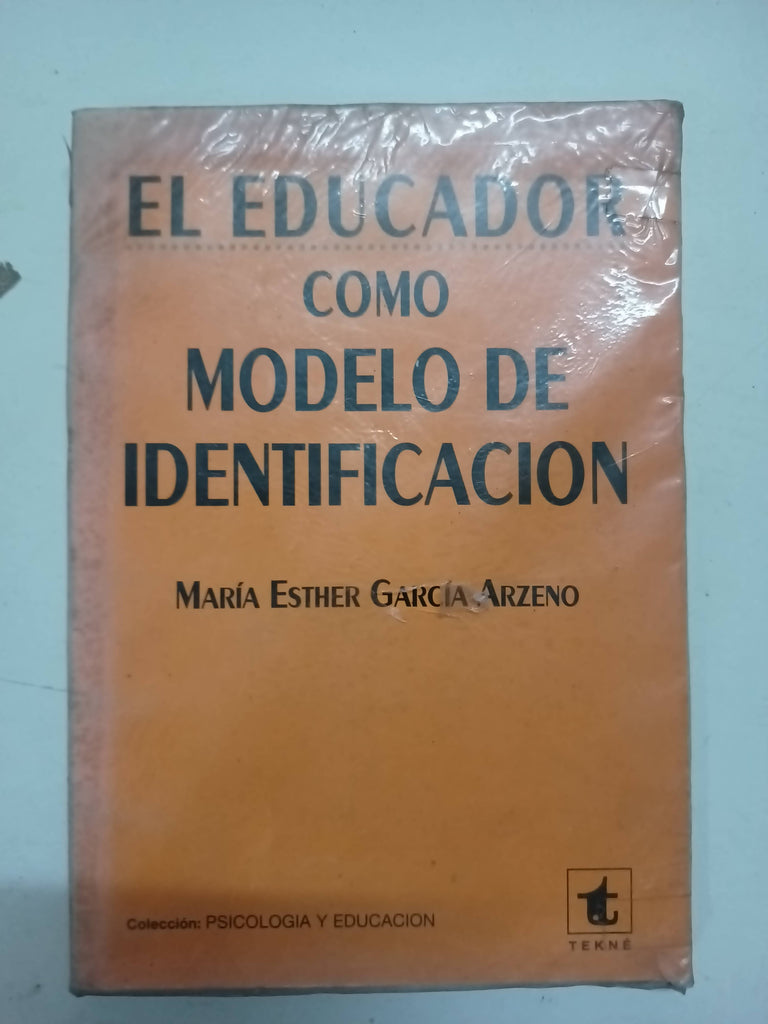 EL EDUCADOR
COMO
MODELO DE
IDENTIFICACION
MARÍA ESTHER GARCÍA ARZENO
Colección: PSICOLOGIA Y EDUCACION
t
TEKNÉ